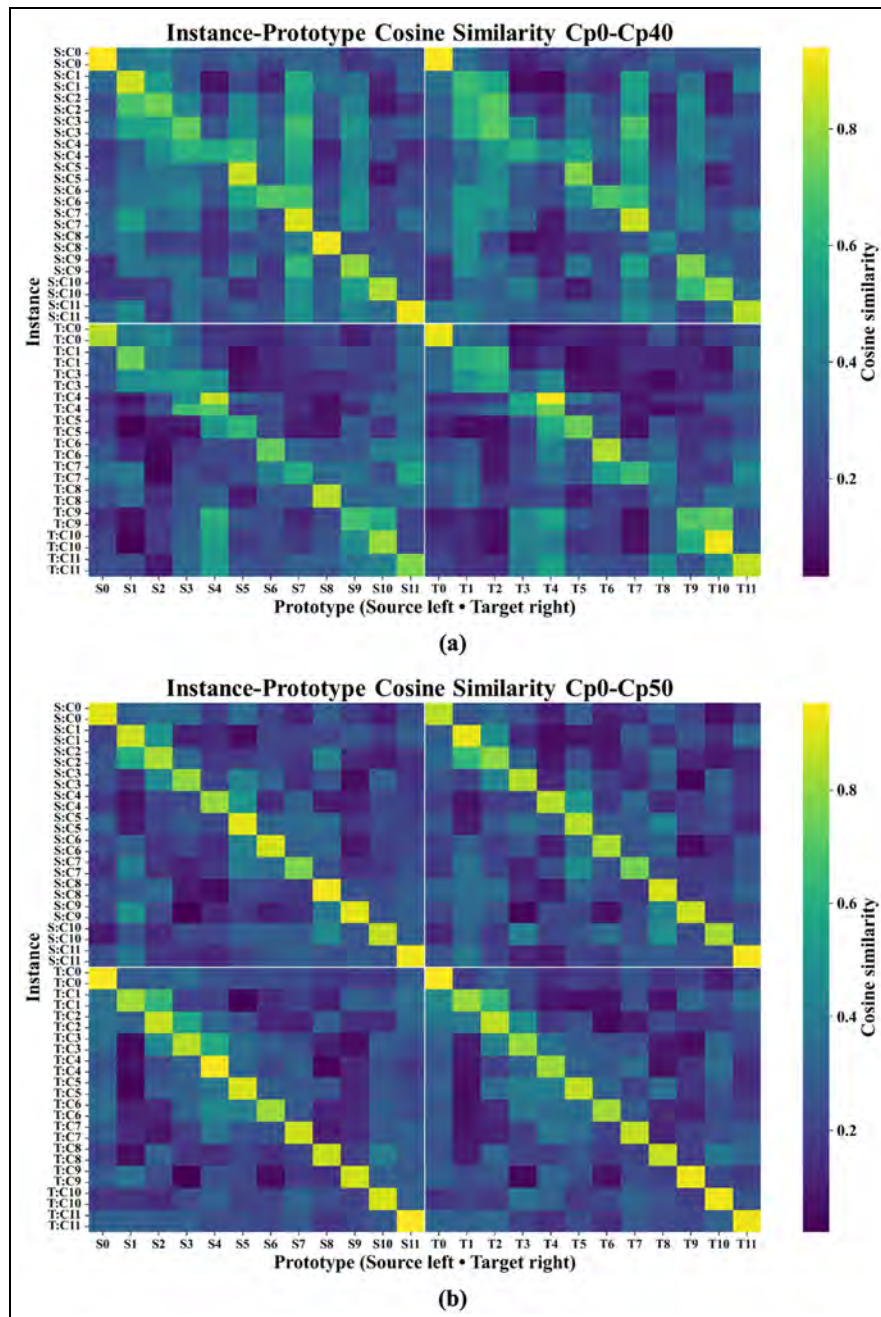 Instance-Prototype Cosine Similarity Cp0-Cp40
S:C0
S:C0
S:C1
S:C1
S:C2
S:C2
S:C3
S:C3
S:C4
S:C4
S:C5
S:C5
S:C6
S:C6
S:C7
S:C7
S:C8
S:C8
S:C9
S:C9
S:C10
S:C10
S:C11
S:C11
T:C0
T:C0
T:C1
T:C1
T:C3
T:C3
T:C4
T:C4
T:C5
T:C5
T:C6
T:C6
T:C7
T:C7
T:C8
T:C8
T:C9
T:C9
T:C10
T:C10
T:C11
T:C11
Instance
S0 S1 S2 S3 S4 S5 S6 S7 S8 S9 S10 S11 T0 T1 T2 T3 T4 T5 T6 T7 T8 T9 T10 T11
Prototype (Source left • Target right)
0.8
0.6
0.4
0.2
Cosine similarity
(a)
Instance-Prototype Cosine Similarity Cp0-Cp50
S:C0
S:C0
S:C1
S:C1
S:C2
S:C2
S:C3
S:C3
S:C4
S:C4
S:C5
S:C5
S:C6
S:C6
S:C7
S:C7
S:C8
S:C8
S:C9
S:C9
S:C10
S:C10
S:C11
S:C11
T:C0
T:C0
T:C1
T:C1
T:C2
T:C2
T:C3
T:C3
T:C4
T:C4
T:C5
T:C5
T:C6
T:C6
T:C7
T:C7
T:C8
T:C8
T:C9
T:C9
T:C10
T:C10
T:C11
T:C11
Instance
S0 S1 S2 S3 S4 S5 S6 S7 S8 S9 S10 S11 T0 T1 T2 T3 T4 T5 T6 T7 T8 T9 T10 T11
Prototype (Source left • Target right)
0.8
0.6
0.4
0.2
Cosine similarity
(b)